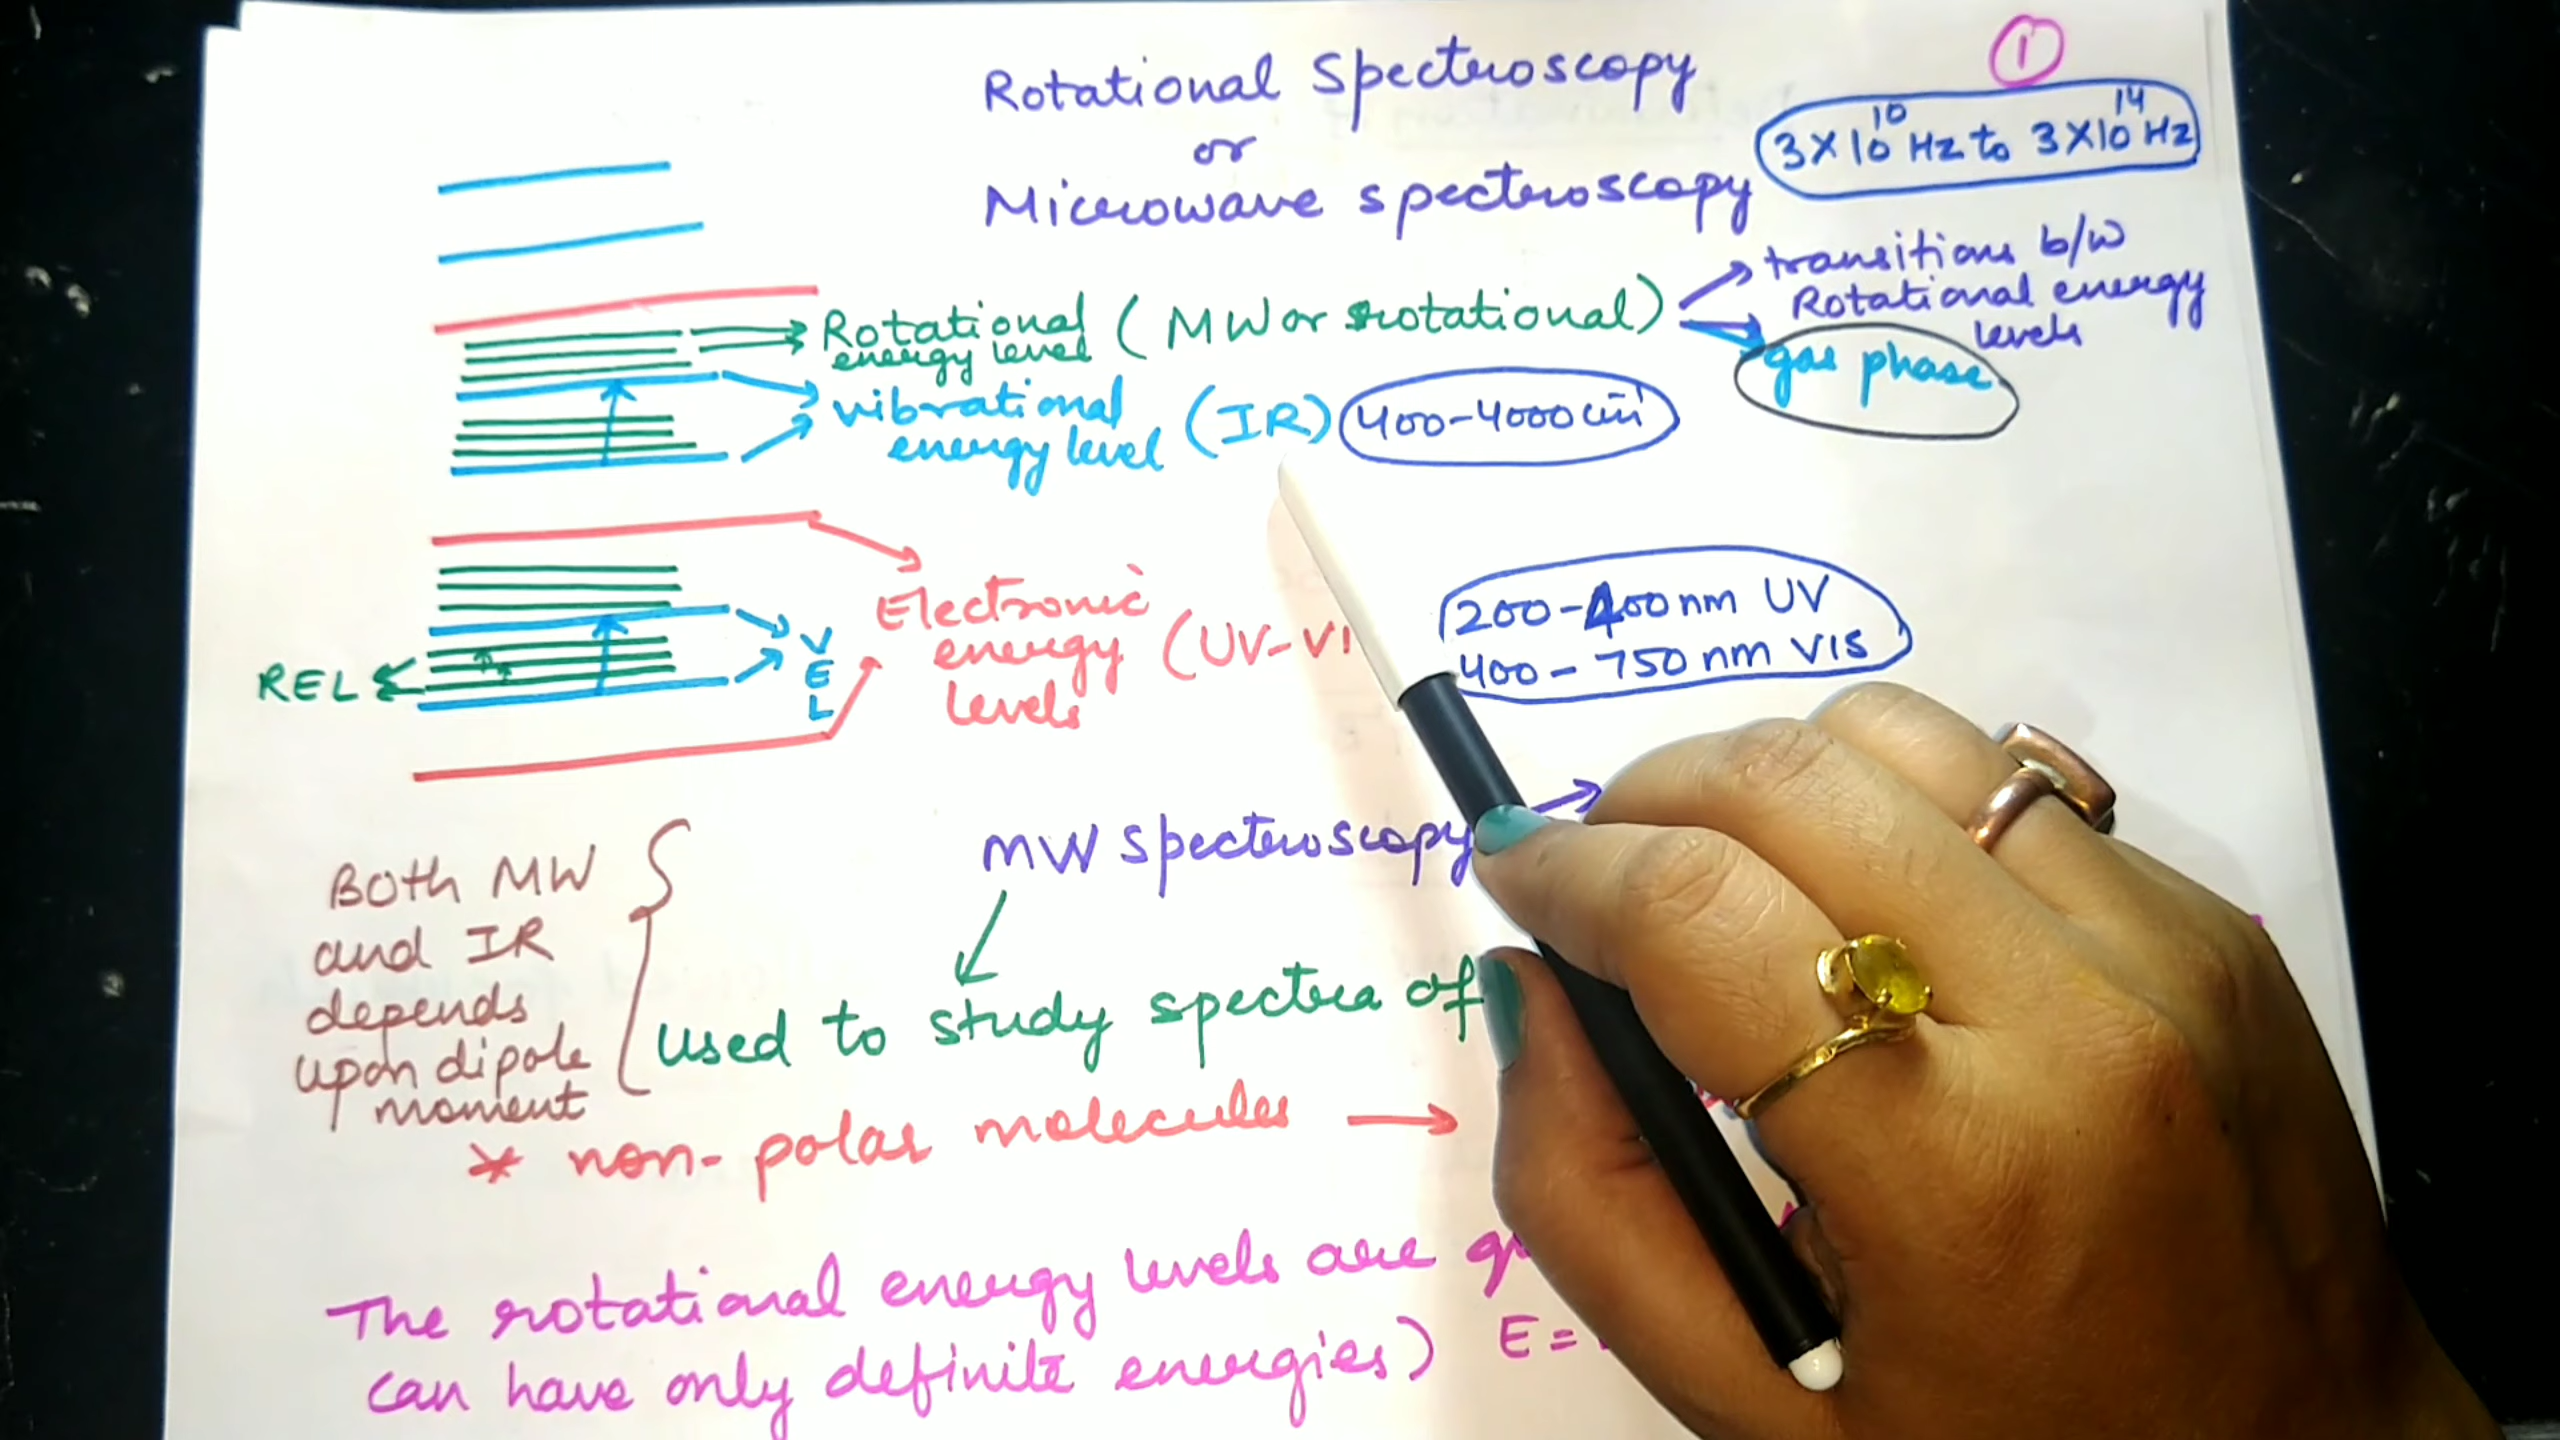 1
Rotational Spectroscopy
or
Microwave spectroscopy
3X10^10 Hz to 3X10^14 Hz
Rotational energy level (MW or rotational)
transitions b/w
Rotational energy
levels
gas phase
vibrational
energy level (IR)
400-4000 cm^-1
Electronic
energy
levels
(UV-VI
200-400nm UV
400-750 nm VIS
V
E
L
REL
Both MW
and IR
depends
upon dipole
moment
MW spectroscopy
Used to study spectra of
* non-polar molecules
The rotational energy levels are
can have only definite energies) E=